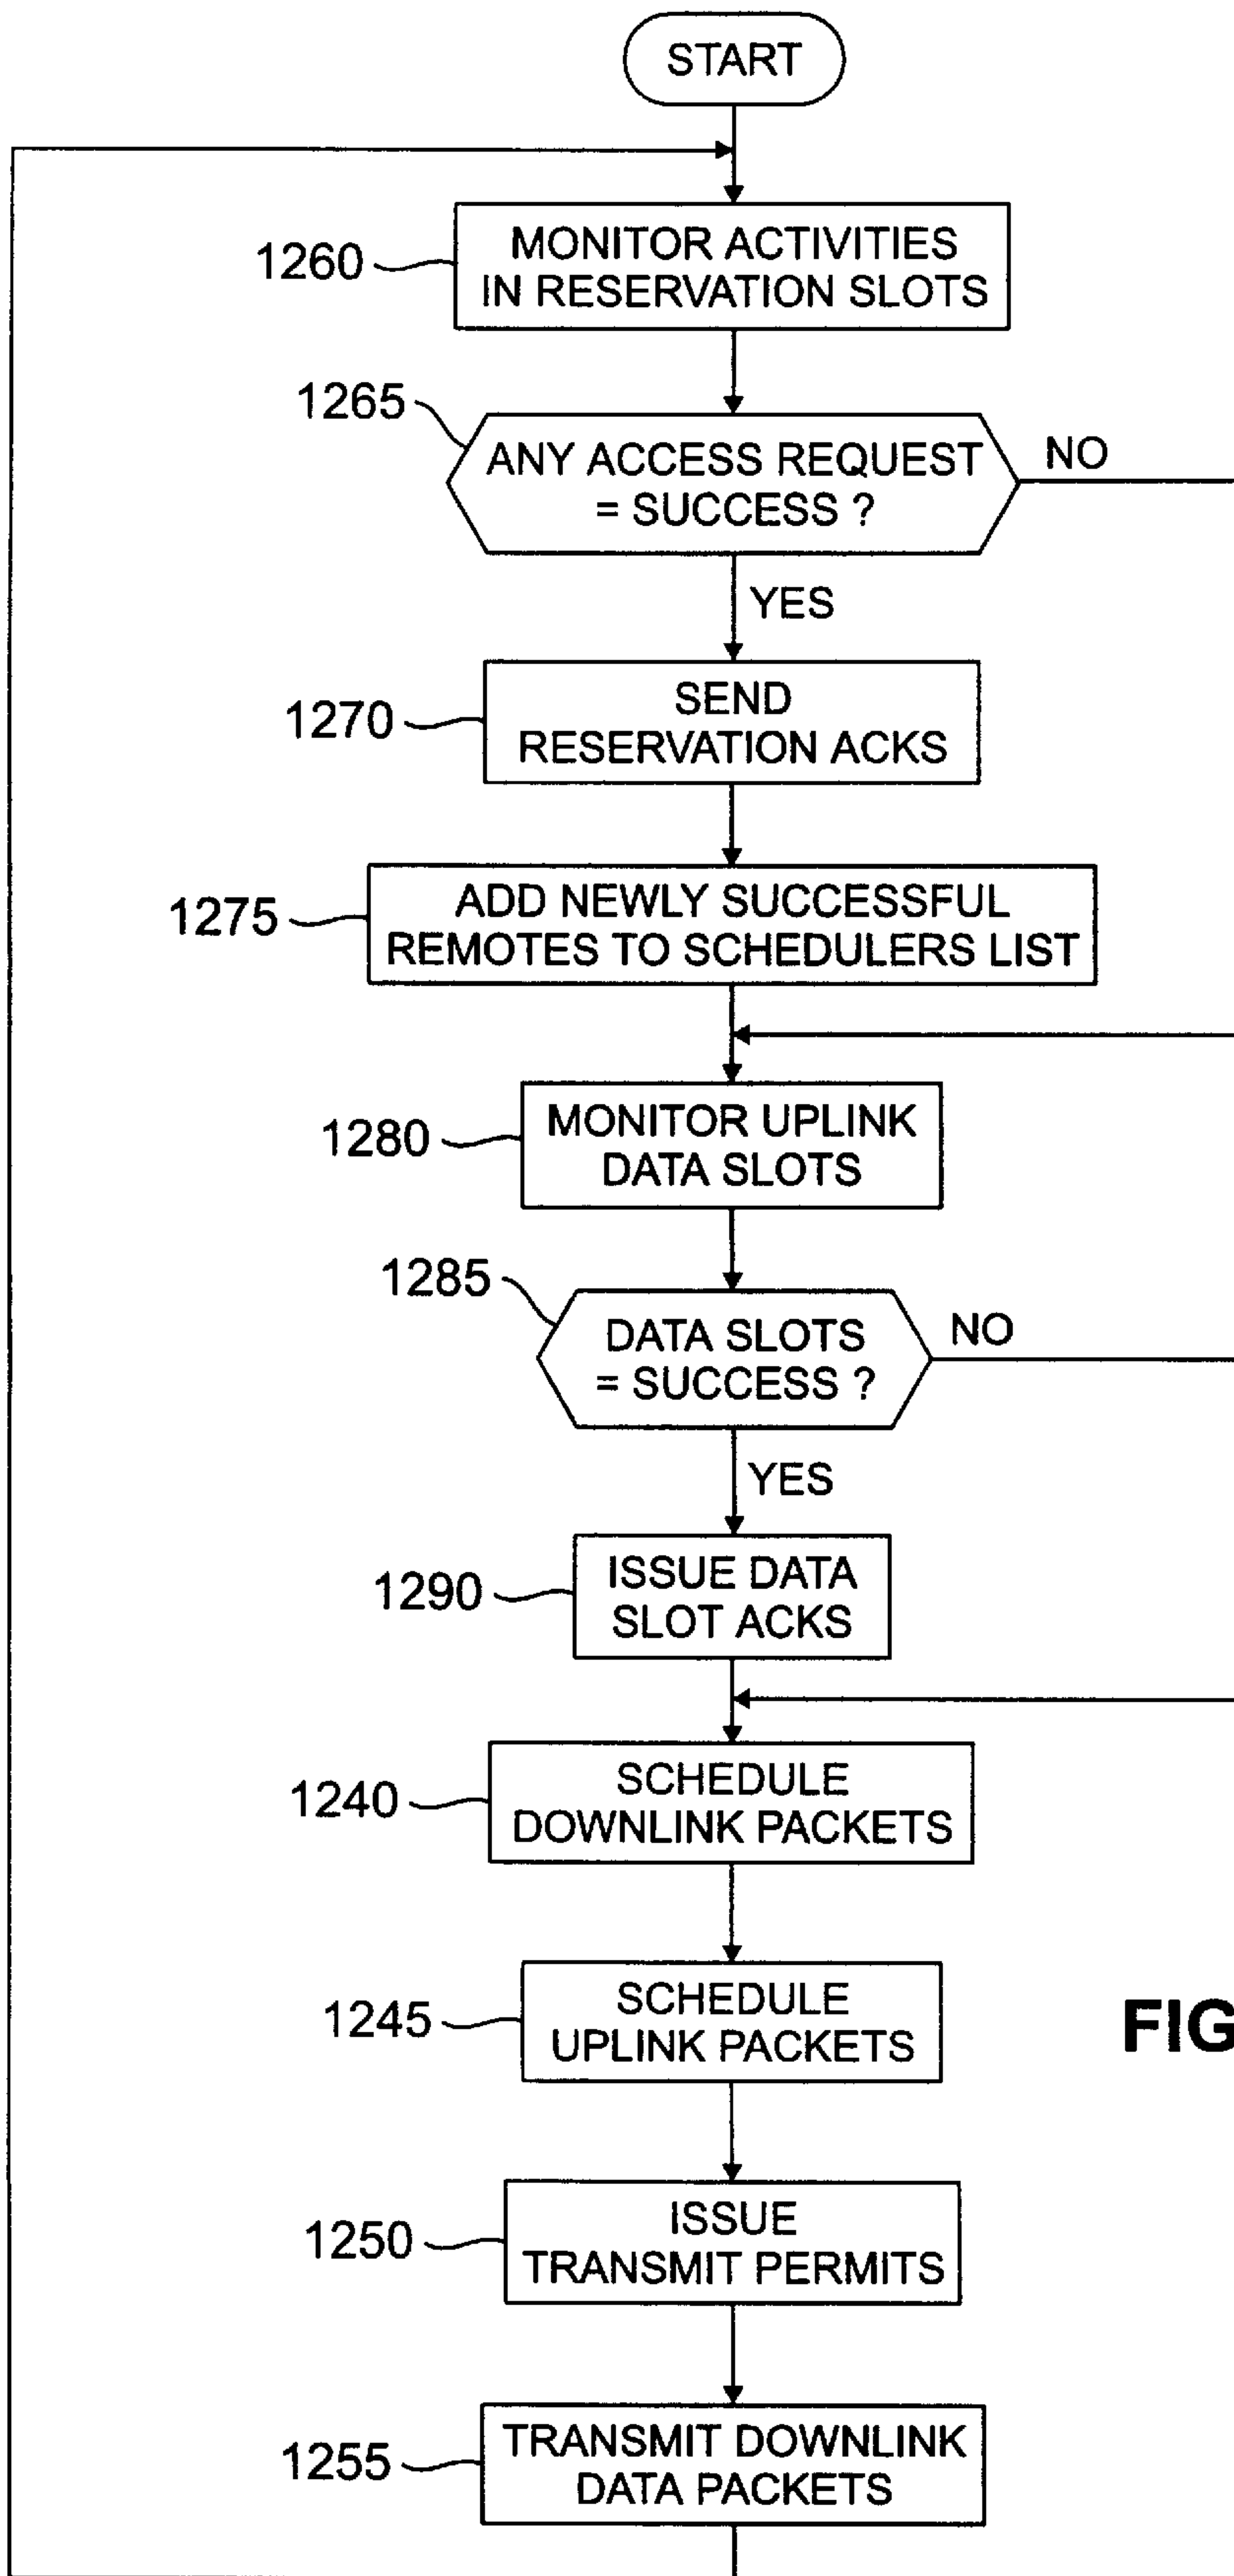 START
1260
MONITOR ACTIVITIES
IN RESERVATION SLOTS
1265
ANY ACCESS REQUEST
= SUCCESS ?
NO
YES
1270
SEND
RESERVATION ACKS
1275
ADD NEWLY SUCCESSFUL
REMOTES TO SCHEDULERS LIST
1280
MONITOR UPLINK
DATA SLOTS
1285
DATA SLOTS
= SUCCESS ?
NO
YES
1290
ISSUE DATA
SLOT ACKS
1240
SCHEDULE
DOWNLINK PACKETS
1245
SCHEDULE
UPLINK PACKETS
FIG
1250
ISSUE
TRANSMIT PERMITS
1255
TRANSMIT DOWNLINK
DATA PACKETS